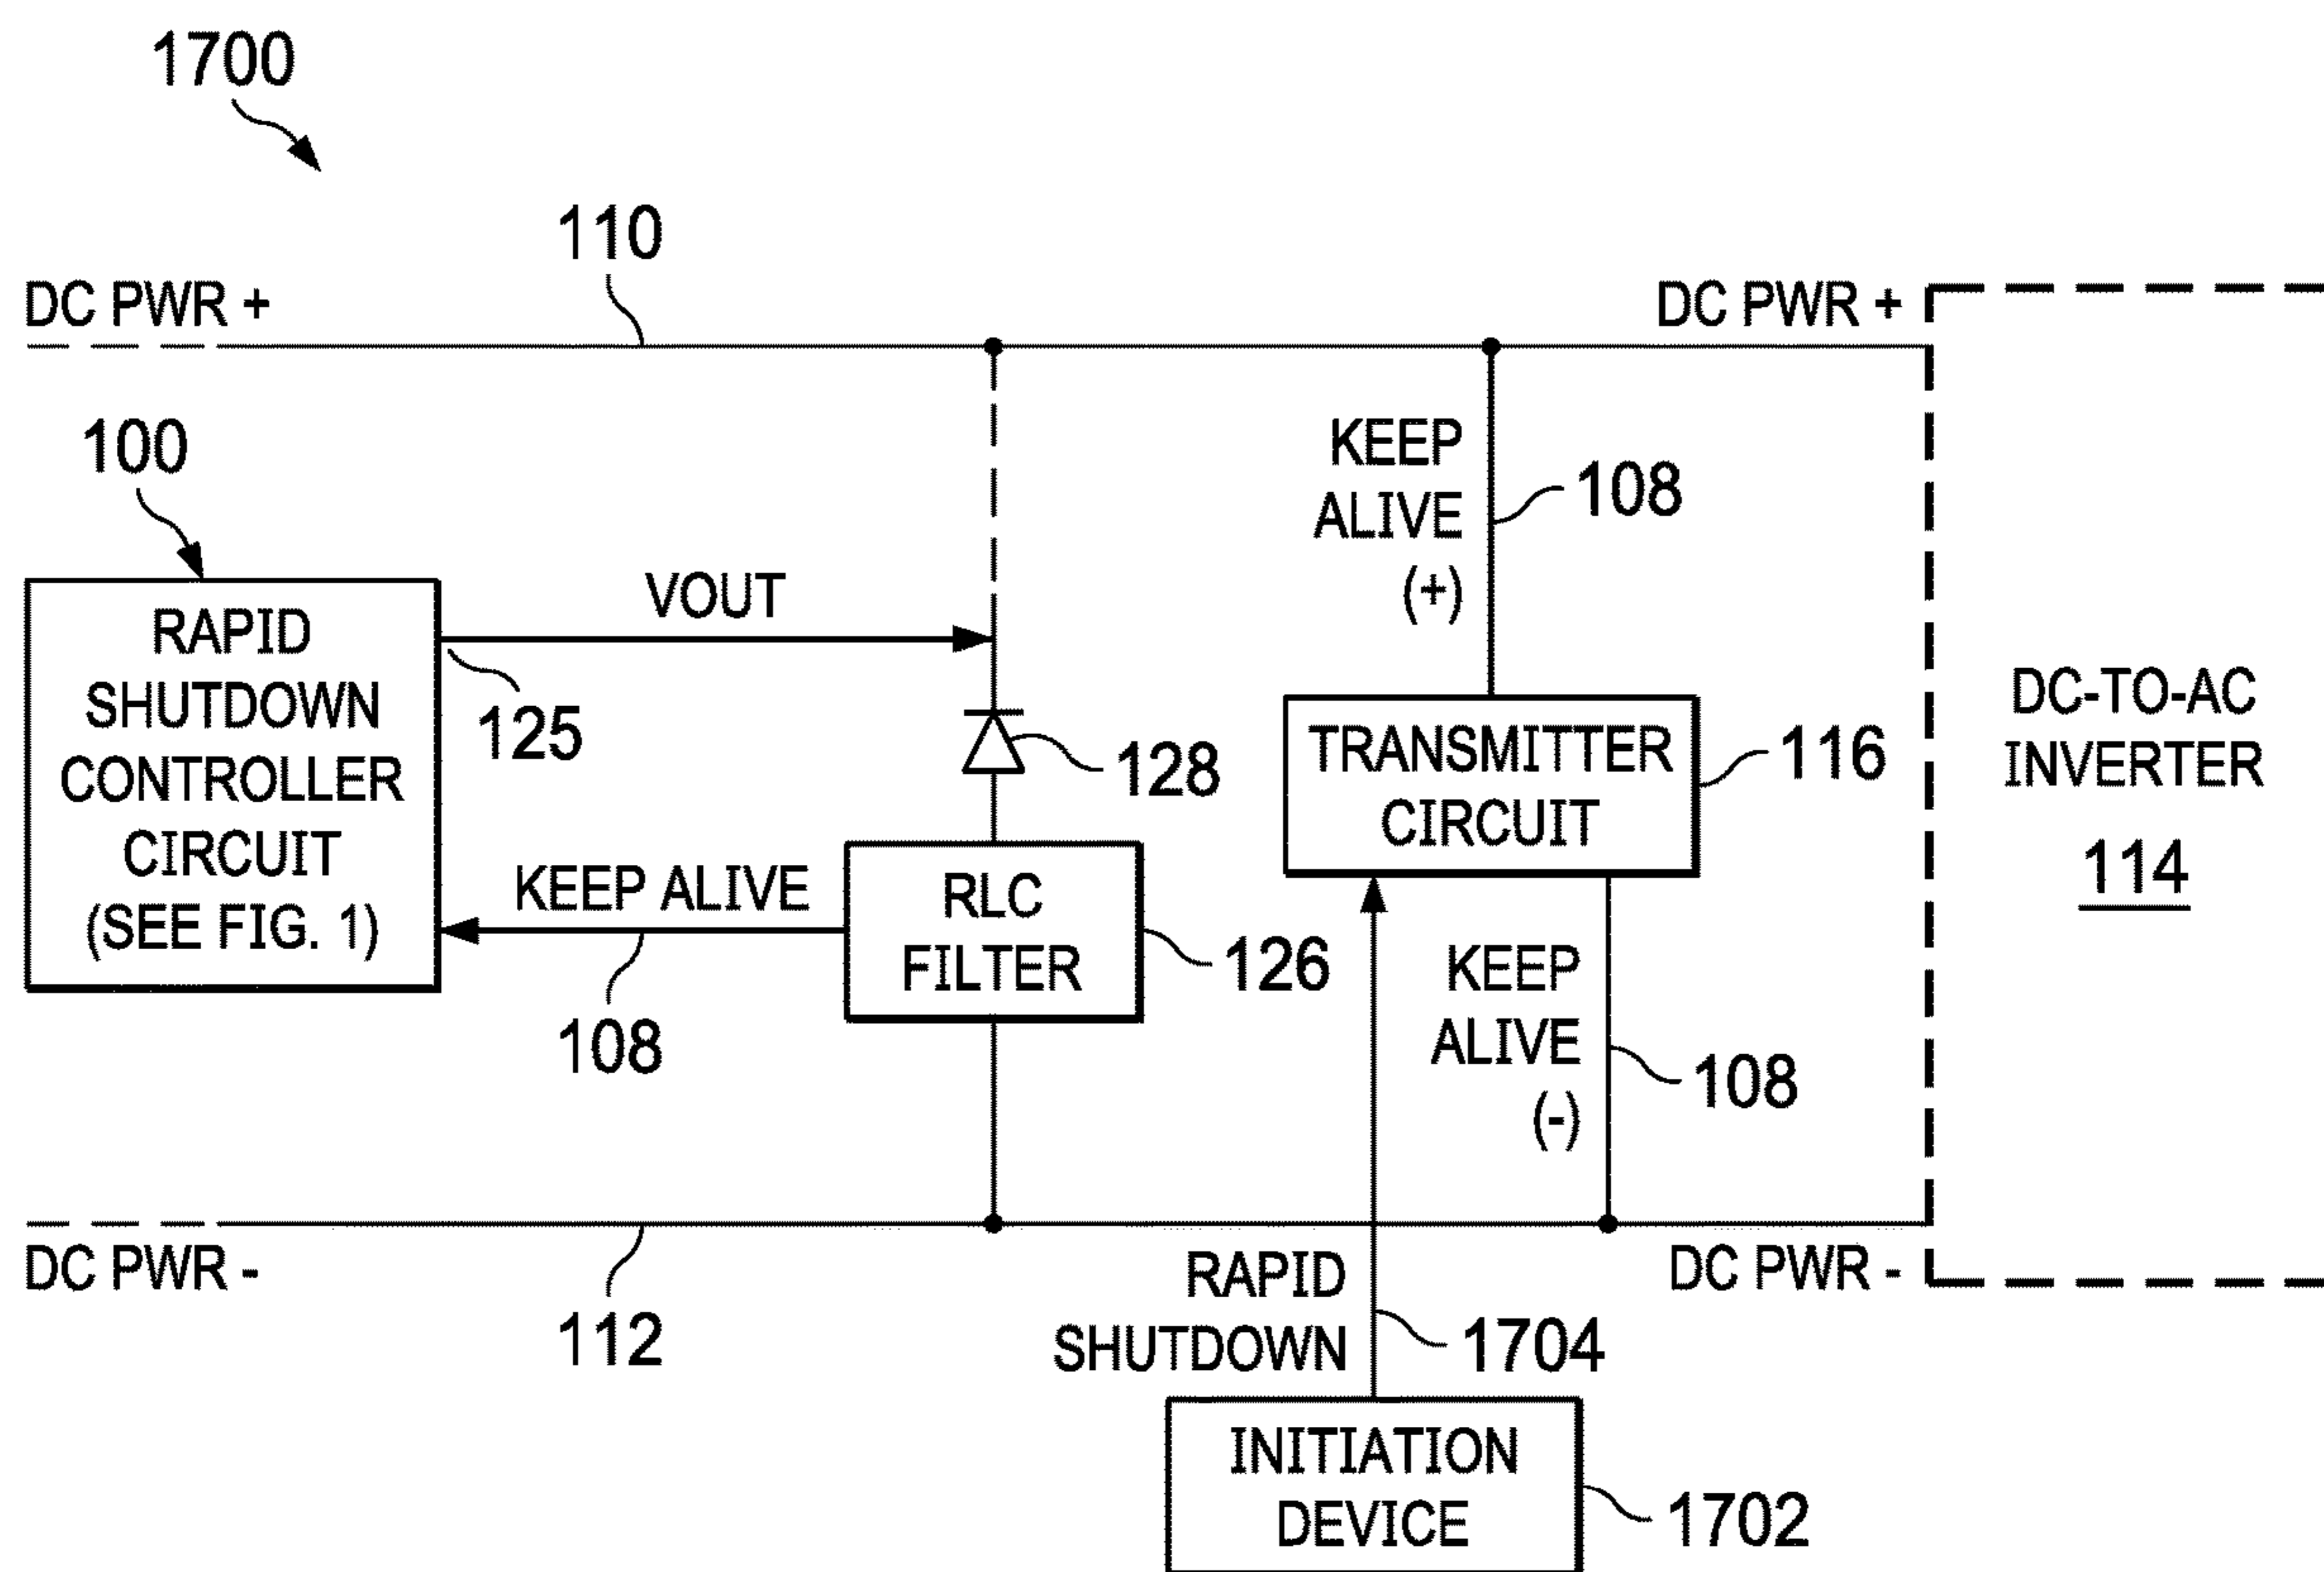 1700
110
DC PWR +
DC PWR +
100
KEEP
ALIVE
(+)
108
RAPID
SHUTDOWN
CONTROLLER
CIRCUIT
(SEE FIG. 1)
VOUT
125
128
TRANSMITTER
CIRCUIT
116
DC-TO-AC
INVERTER
114
KEEP ALIVE
108
RLC
FILTER
126
KEEP
ALIVE
(-)
108
DC PWR -
112
DC PWR -
RAPID
SHUTDOWN
1704
INITIATION
DEVICE
1702